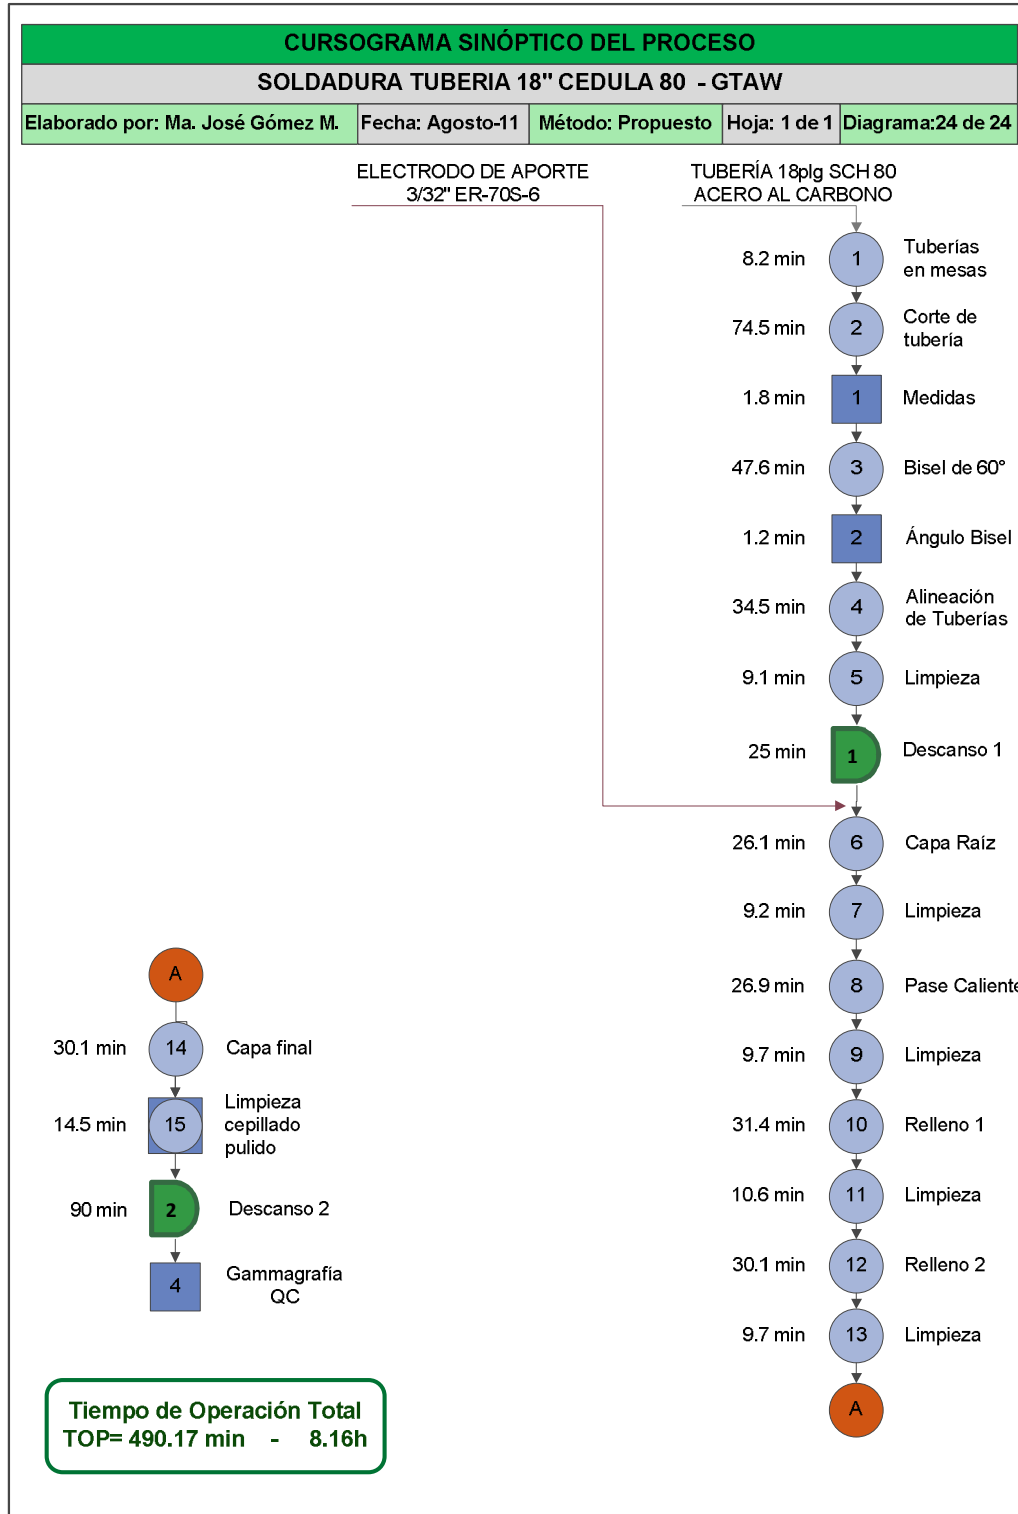 CURSOGRAMA SINÓPTICO DEL PROCESO
SOLDADURA TUBERIA 18" CEDULA 80 - GTAW
Elaborado por: Ma. José Gómez M. Fecha: Agosto-11 Método: Propuesto Hoja: 1 de 1 Diagrama:24 de 24
ELECTRODO DE APORTE
3/32" ER-70S-6
TUBERÍA 18plg SCH 80
ACERO AL CARBONO
8.2 min 1 Tuberías
en mesas
74.5 min 2 Corte de
tubería
1.8 min 1 Medidas
47.6 min 3 Bisel de 60°
1.2 min 2 Ángulo Bisel
34.5 min 4 Alineación
de Tuberías
9.1 min 5 Limpieza
25 min 1 Descanso 1
26.1 min 6 Capa Raíz
9.2 min 7 Limpieza
26.9 min 8 Pase Caliente
9.7 min 9 Limpieza
31.4 min 10 Relleno 1
10.6 min 11 Limpieza
30.1 min 12 Relleno 2
9.7 min 13 Limpieza
A
A
30.1 min 14 Capa final
14.5 min 15 Limpieza
cepillado
pulido
90 min 2 Descanso 2
4 Gammagrafía
QC
Tiempo de Operación Total
TOP= 490.17 min - 8.16h